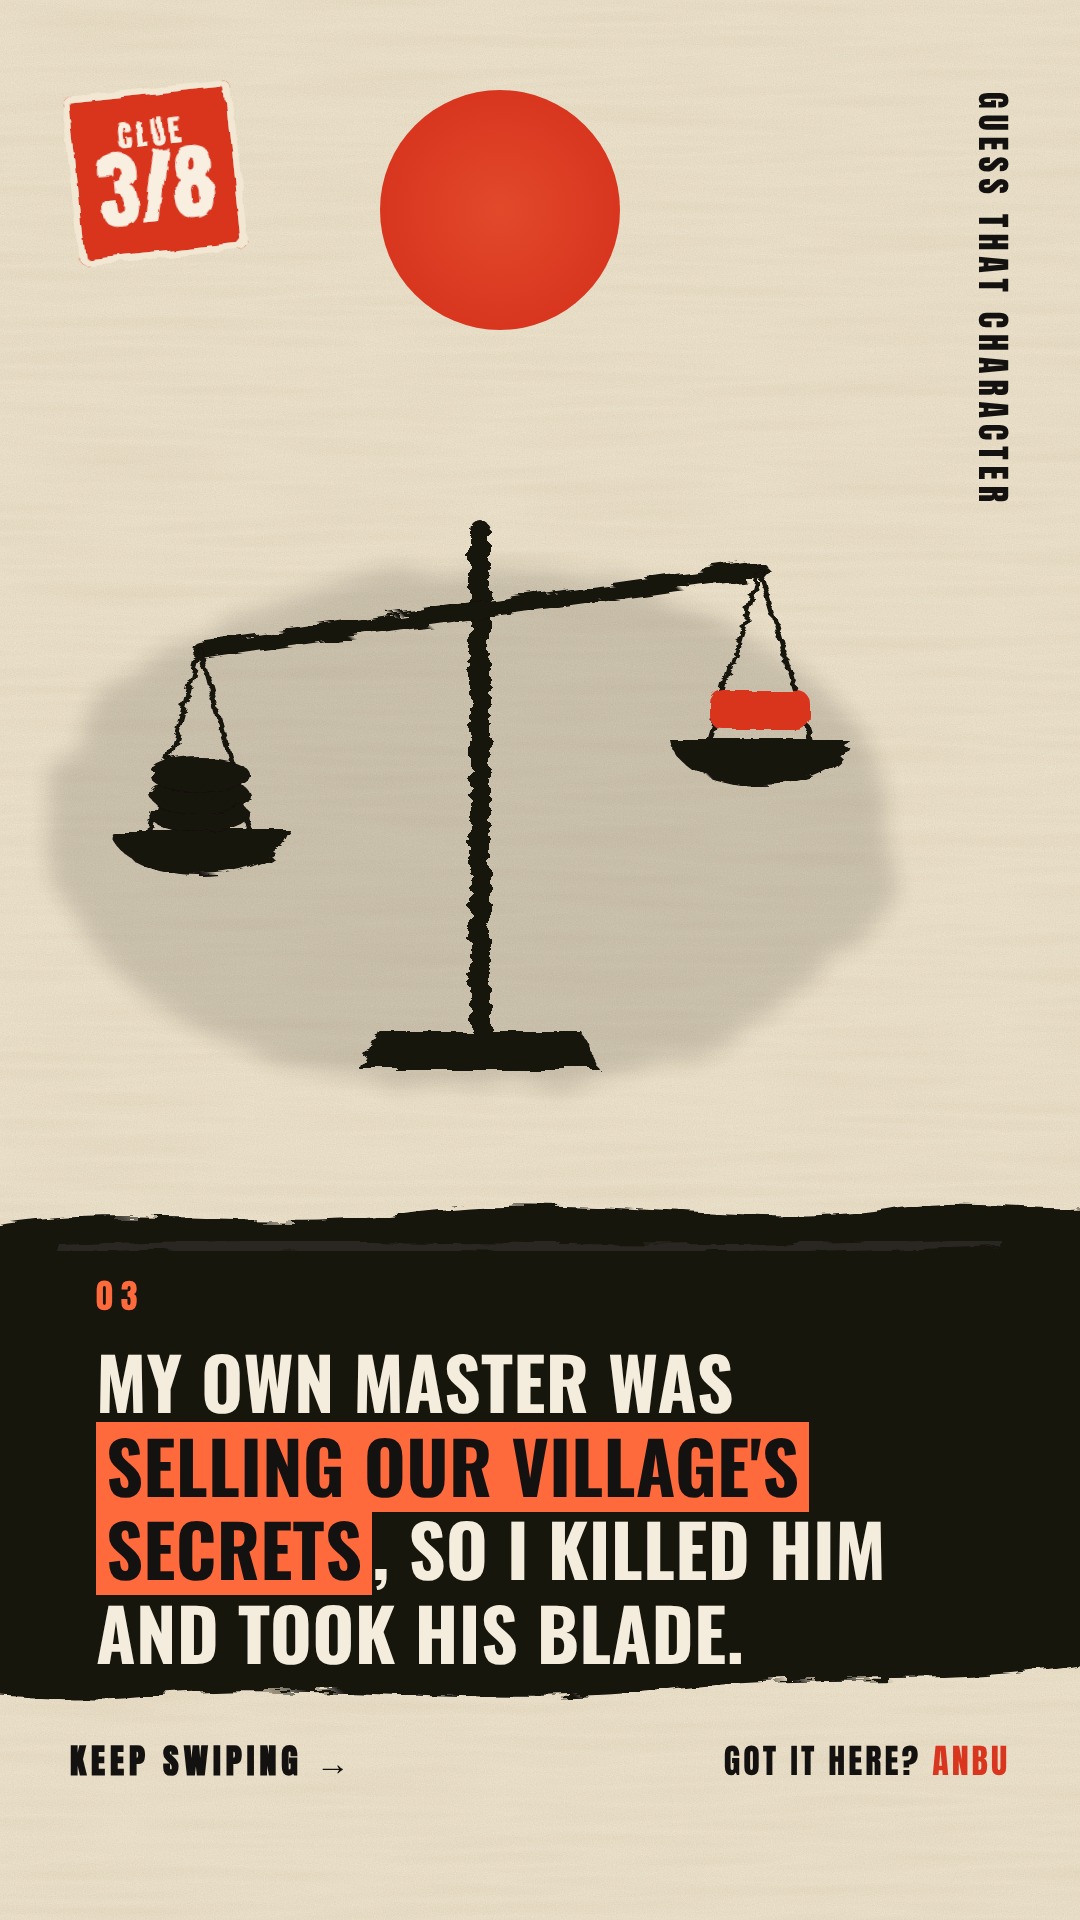 CLUE
3/8
GUESS THAT CHARACTER
03
MY OWN MASTER WAS
SELLING OUR VILLAGE'S
SECRETS, SO I KILLED HIM
AND TOOK HIS BLADE.
KEEP SWIPING →
GOT IT HERE? ANBU